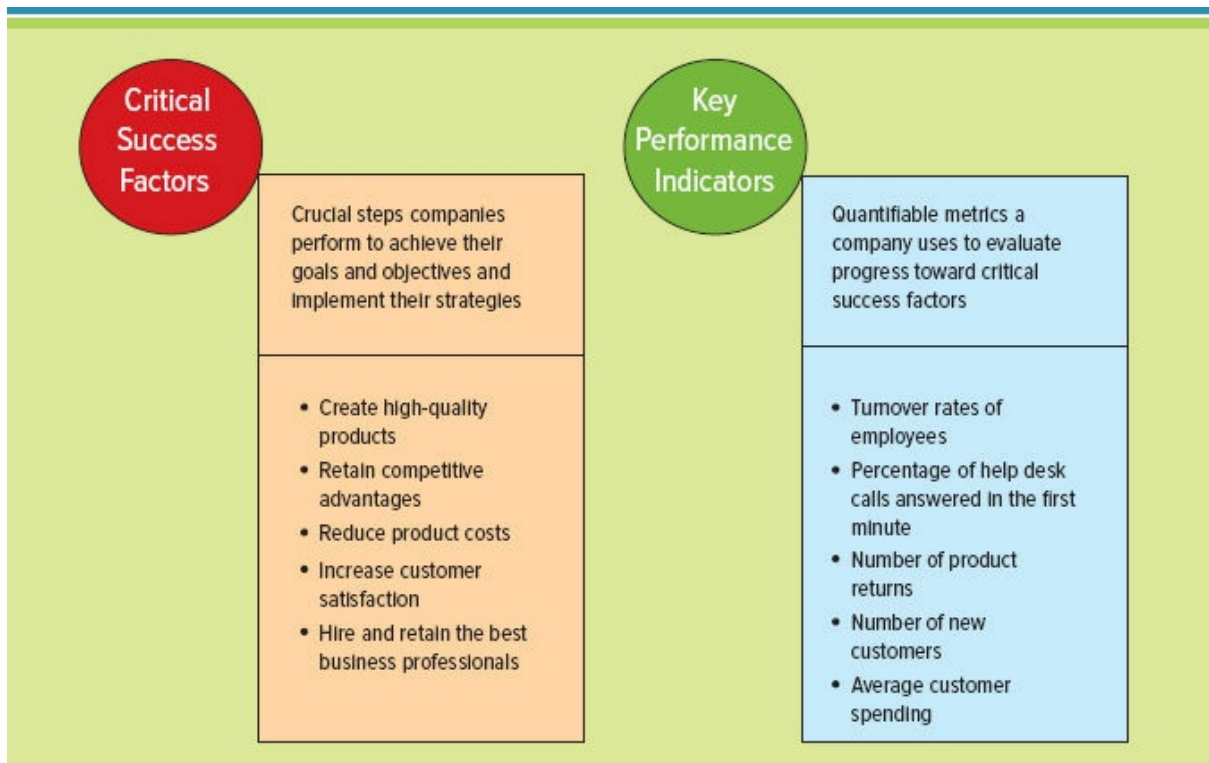 Critical
Success
Factors
Crucial steps companies
perform to achieve their
goals and objectives and
implement their strategies
• Create high-quality
products
• Retain competitive
advantages
• Reduce product costs
• Increase customer
satisfaction
• Hire and retain the best
business professionals
Key
Performance
Indicators
Quantifiable metrics a
company uses to evaluate
progress toward critical
success factors
• Turnover rates of
employees
• Percentage of help desk
calls answered in the first
minute
• Number of product
returns
• Number of new
customers
• Average customer
spending